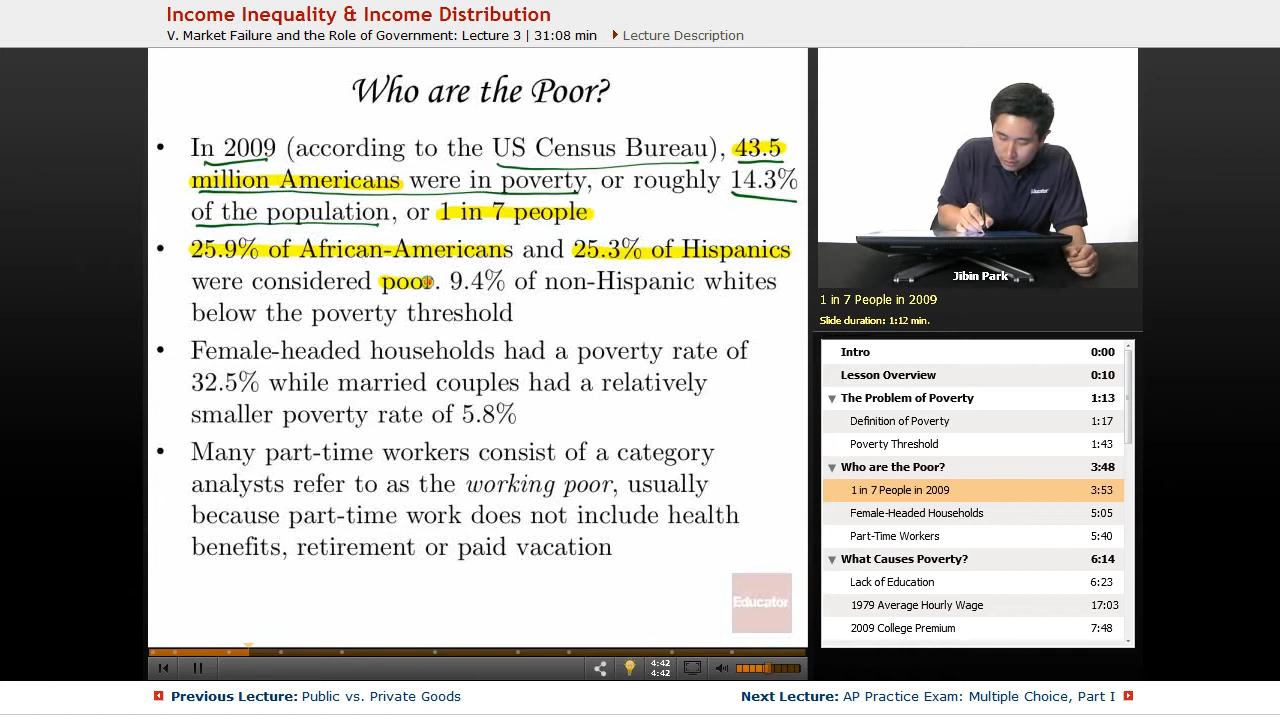 Income Inequality & Income Distribution
V. Market Failure and the Role of Government: Lecture 3 | 31:08 min
Lecture Description
Who are the Poor?
• In 2009 (according to the US Census Bureau), 43.5
million Americans were in poverty, or roughly 14.3%
of the population, or 1 in 7 people
• 25.9% of African-Americans and 25.3% of Hispanics
were considered poor. 9.4% of non-Hispanic whites
below the poverty threshold
• Female-headed households had a poverty rate of
32.5% while married couples had a relatively
smaller poverty rate of 5.8%
• Many part-time workers consist of a category
analysts refer to as the working poor, usually
because part-time work does not include health
benefits, retirement or paid vacation
Educator
4:42
4:42
Educator
Jibin Park
1 in 7 People in 2009
Slide duration: 1:12 min.
Intro 0:00
Lesson Overview 0:10
The Problem of Poverty 1:13
Definition of Poverty 1:17
Poverty Threshold 1:43
Who are the Poor? 3:48
1 in 7 People in 2009 3:53
Female-Headed Households 5:05
Part-Time Workers 5:40
What Causes Poverty? 6:14
Lack of Education 6:23
1979 Average Hourly Wage 17:03
2009 College Premium 7:48
Previous Lecture: Public vs. Private Goods
Next Lecture: AP Practice Exam: Multiple Choice, Part I